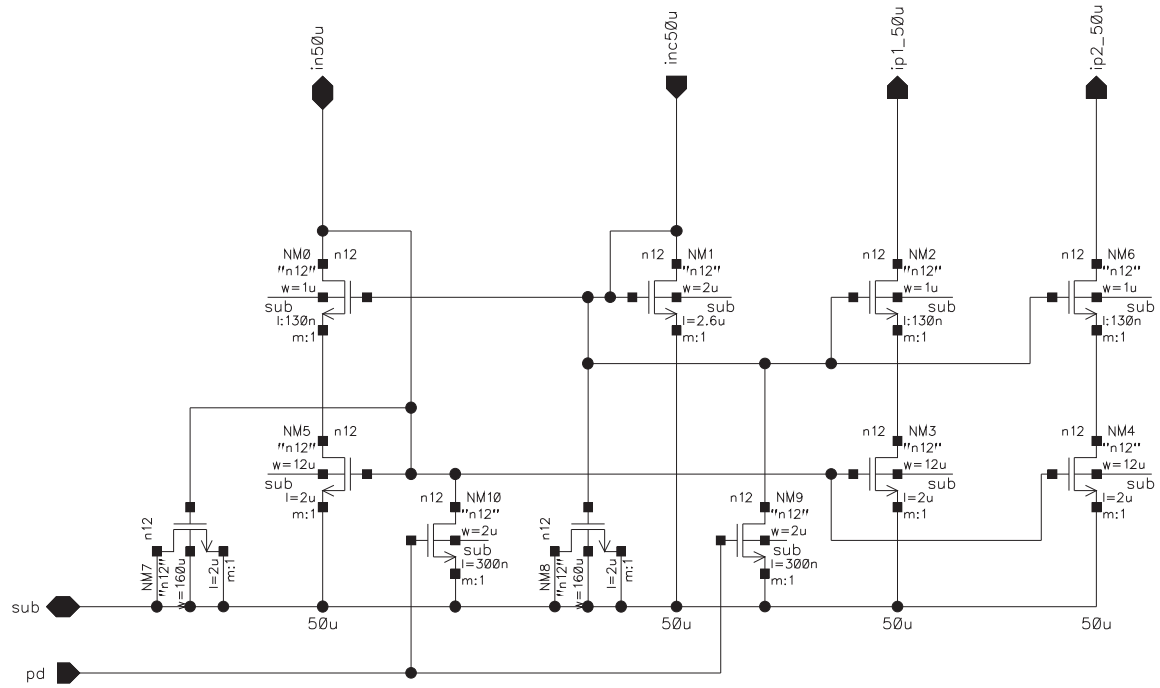 in50u
inc50u
ip1_50u
ip2_50u
NM0 n12
"n12"
w=1u
sub
l:130n
m:1
n12 NM1
"n12"
w=2u
sub
l=2.6u
m:1
n12 NM2
"n12"
w=1u
sub
l:130n
m:1
n12 NM6
"n12"
w=1u
sub
l:130n
m:1
NM5 n12
"n12"
w=12u
sub
l=2u
m:1
n12 NM3
"n12"
w=12u
sub
l=2u
m:1
n12 NM4
"n12"
w=12u
sub
l=2u
m:1
n12
NM7
"n12"
w=160u
l=2u
m:1
n12 NM10
"n12"
w=2u
sub
l=300n
m:1
n12
NM8
"n12"
w=160u
l=2u
m:1
n12 NM9
"n12"
w=2u
sub
l=300n
m:1
sub
50u
50u
50u
50u
pd